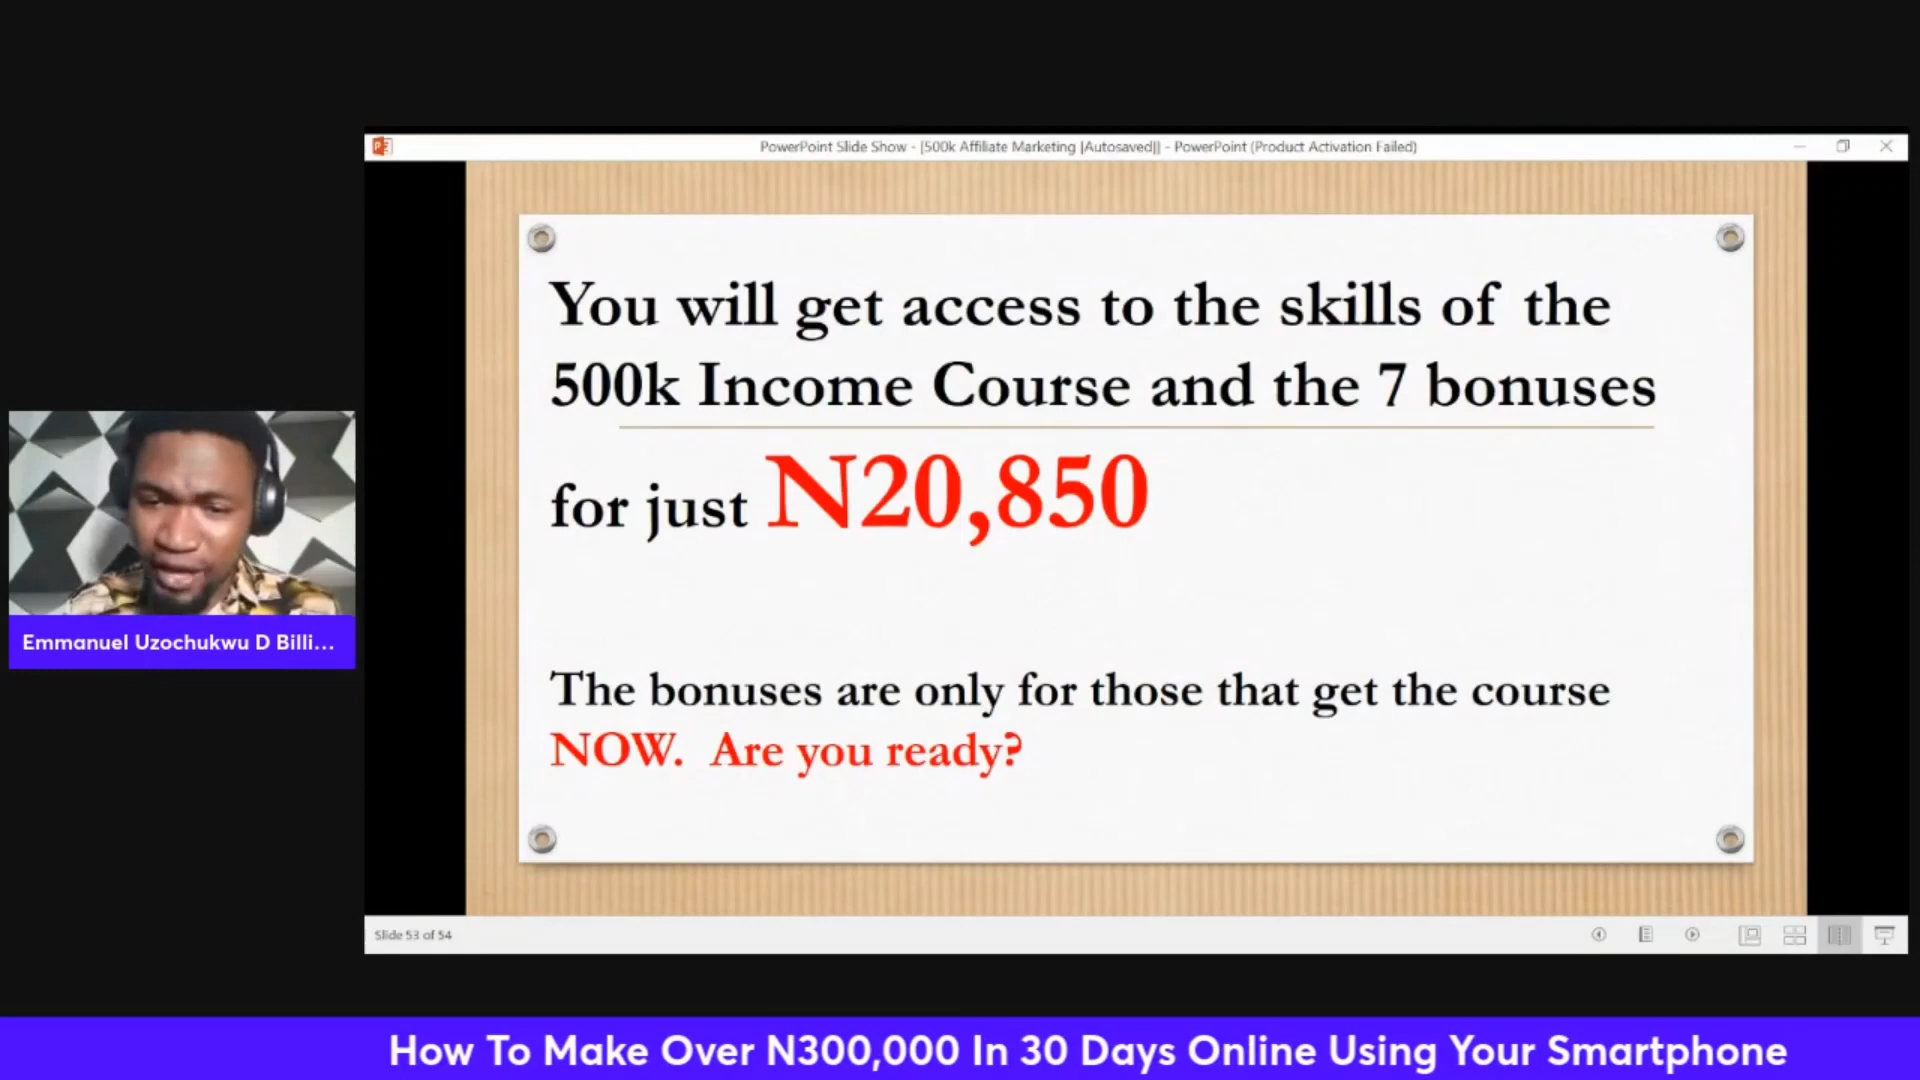 PowerPoint Slide Show - [500k Affiliate Marketing [Autosaved]] - PowerPoint (Product Activation Failed)
You will get access to the skills of the
500k Income Course and the 7 bonuses
for just N20,850
The bonuses are only for those that get the course
NOW. Are you ready?
Emmanuel Uzochukwu D Billi...
Slide 53 of 54
How To Make Over N300,000 In 30 Days Online Using Your Smartphone